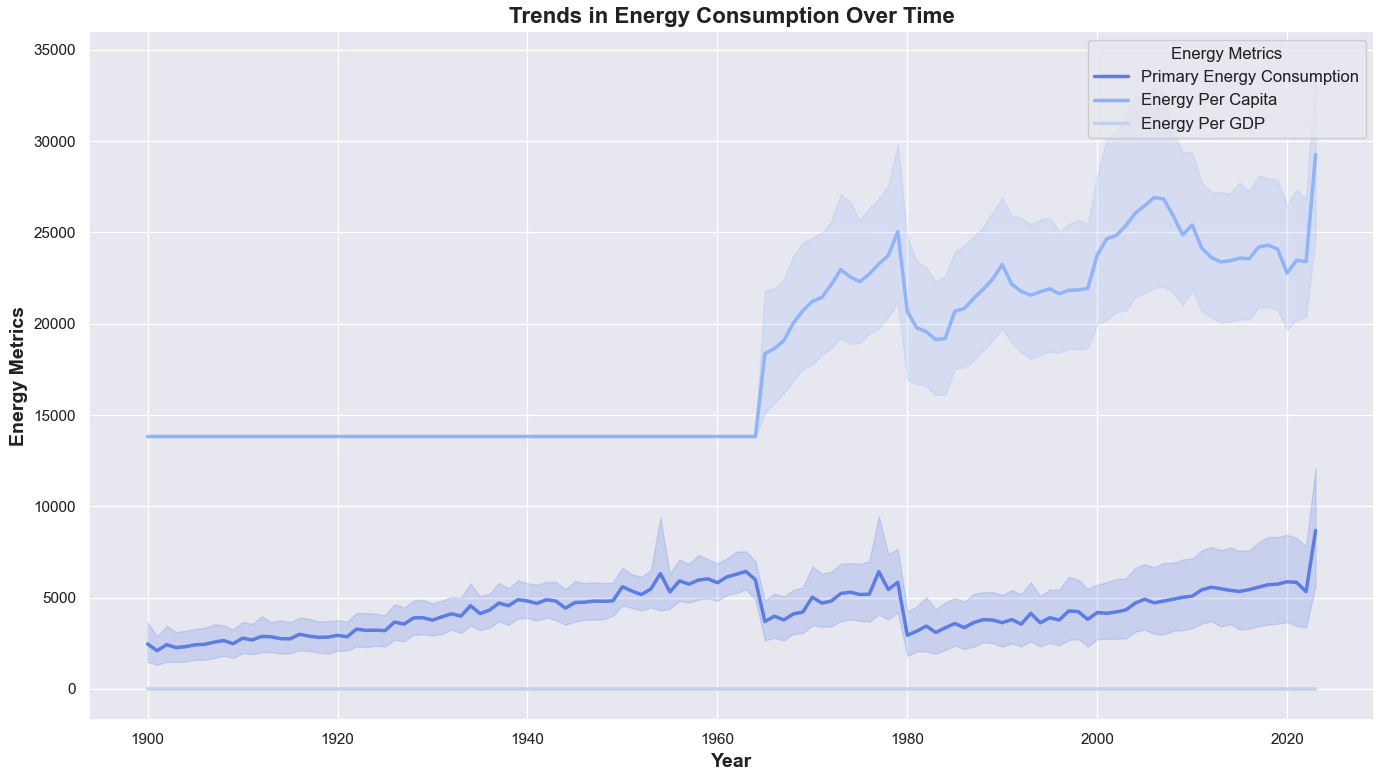 Trends in Energy Consumption Over Time
Energy Metrics
Primary Energy Consumption
Energy Per Capita
Energy Per GDP
Energy Metrics
35000
30000
25000
20000
15000
10000
5000
0
1900 1920 1940 1960 1980 2000 2020
Year